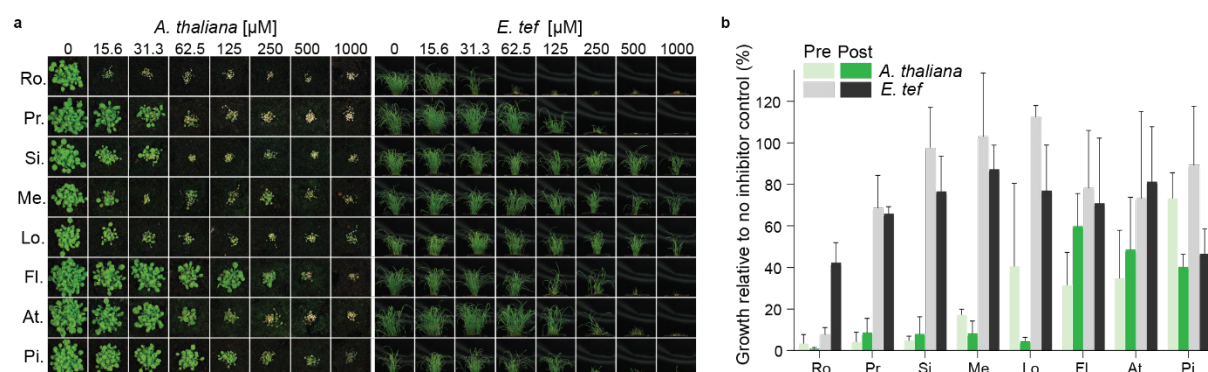 a
A. thaliana [µM]
E. tef [µM]
0 15.6 31.3 62.5 125 250 500 1000
0 15.6 31.3 62.5 125 250 500 1000
Ro.
Pr.
Si.
Me.
Lo.
Fl.
At.
Pi.
b
Growth relative to no inhibitor control (%)
Pre Post
A. thaliana
E. tef
120
100
80
60
40
20
0
Ro. Pr. Si. Me. Lo. Fl. At. Pi.